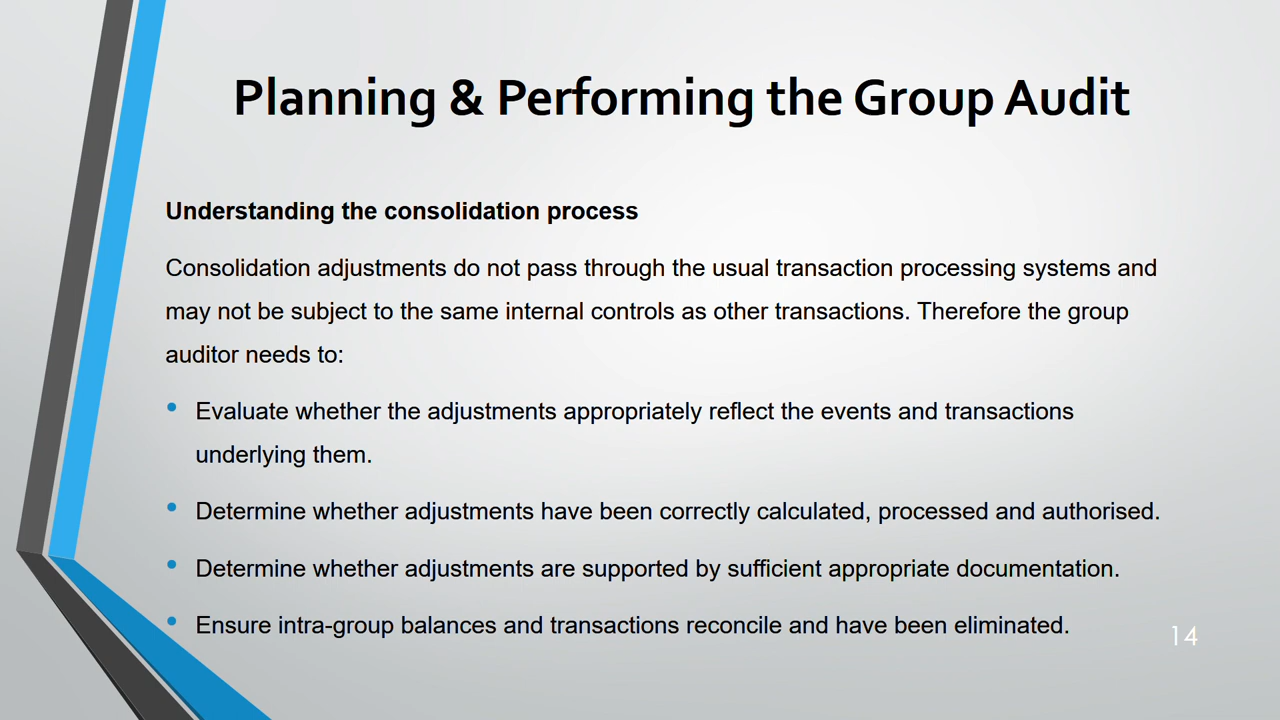 Planning & Performing the Group Audit
Understanding the consolidation process
Consolidation adjustments do not pass through the usual transaction processing systems and
may not be subject to the same internal controls as other transactions. Therefore the group
auditor needs to:
• Evaluate whether the adjustments appropriately reflect the events and transactions
underlying them.
• Determine whether adjustments have been correctly calculated, processed and authorised.
• Determine whether adjustments are supported by sufficient appropriate documentation.
• Ensure intra-group balances and transactions reconcile and have been eliminated.
14